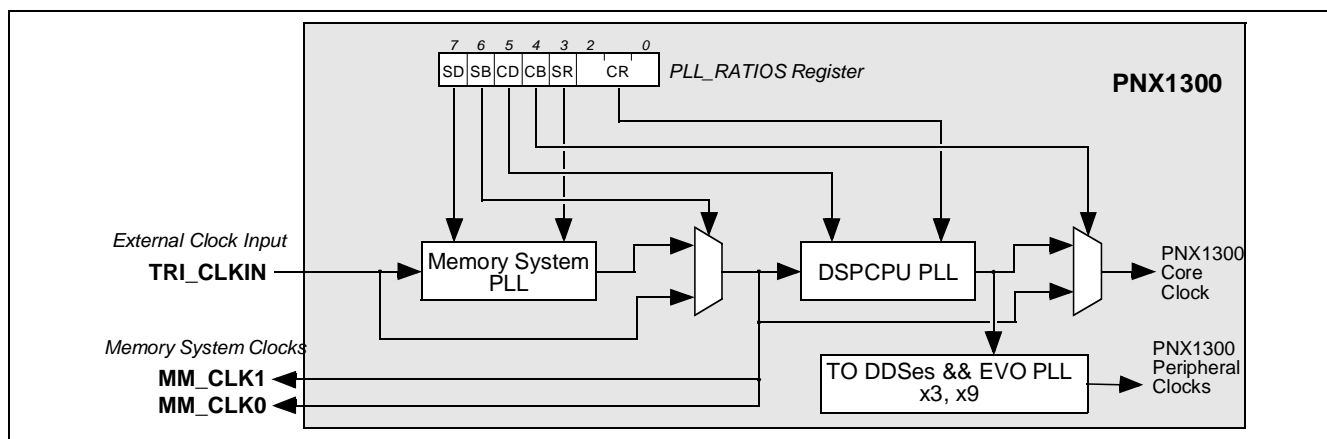 7 6 5 4 3 2 0
SD SB CD CB SR CR
PLL_RATIOS Register
PNX1300
External Clock Input
TRI_CLKIN
Memory System
PLL
DSPCPU PLL
PNX1300
Core
Clock
Memory System Clocks
MM_CLK1
MM_CLK0
TO DDSes && EVO PLL
x3, x9
PNX1300
Peripheral
Clocks